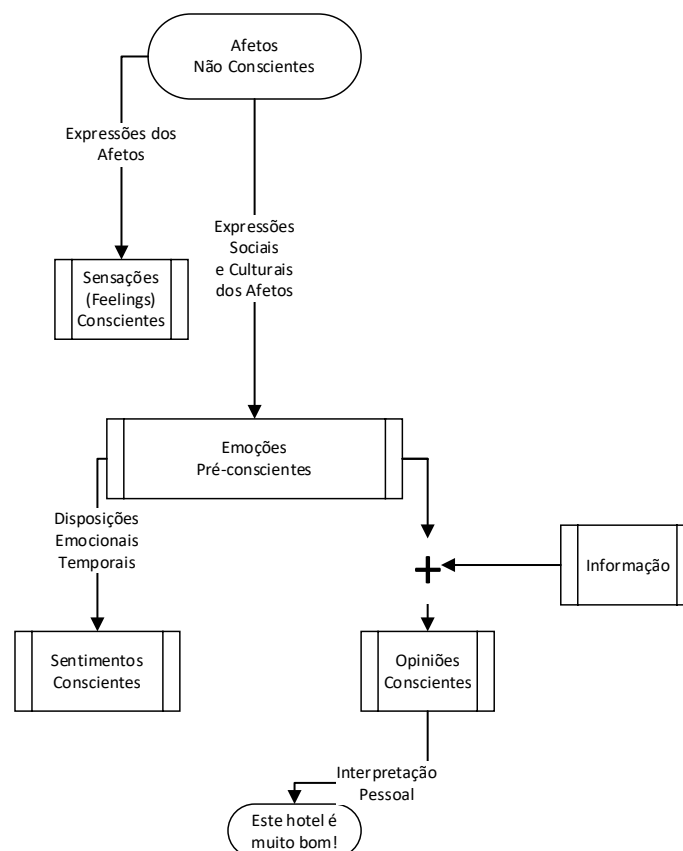 Afetos
Não Conscientes
Expressões dos
Afetos
Expressões
Sociais
e Culturais
dos Afetos
Sensações
(Feelings)
Conscientes
Emoções
Pré-conscientes
Disposições
Emocionais
Temporais
+
Informação
Sentimentos
Conscientes
Opiniões
Conscientes
Interpretação
Pessoal
Este hotel é
muito bom!